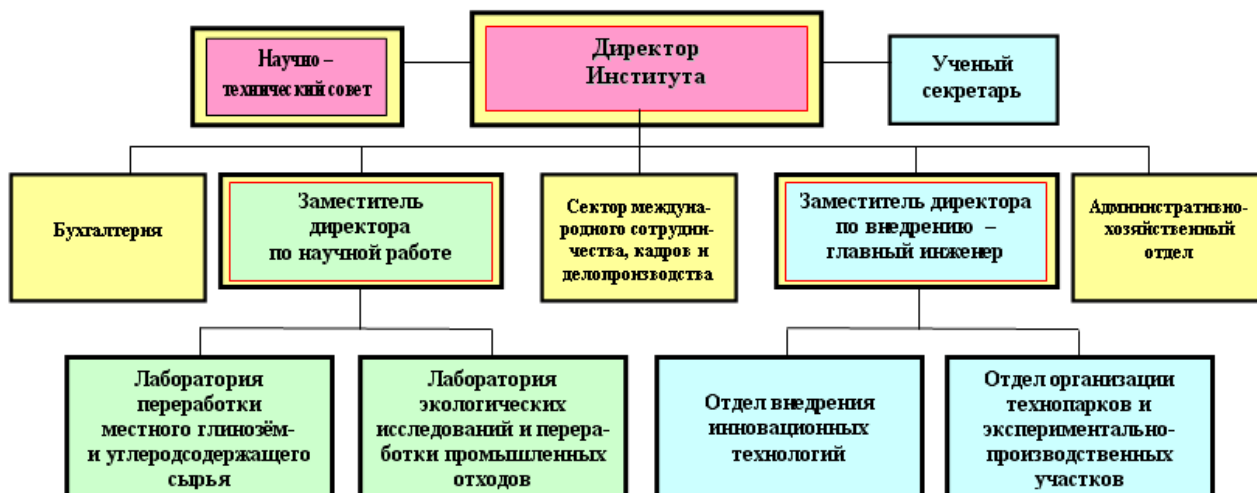 Научно –
технический совет
Директор
Института
Ученый
секретарь
Бухгалтерия
Заместитель
директора
по научной работе
Сектор междуна-
родного сотрудни-
чества, кадров и
делопроизводства
Заместитель директора
по внедрению –
главный инженер
Административно-
хозяйственный
отдел
Лаборатория
переработки
местного глинозём-
и углеродсодержащего
сырья
Лаборатория
экологических
исследований и перера-
ботки промышленных
отходов
Отдел внедрения
инновационных
технологий
Отдел организации
технопарков и
экспериментально-
производственных
участков